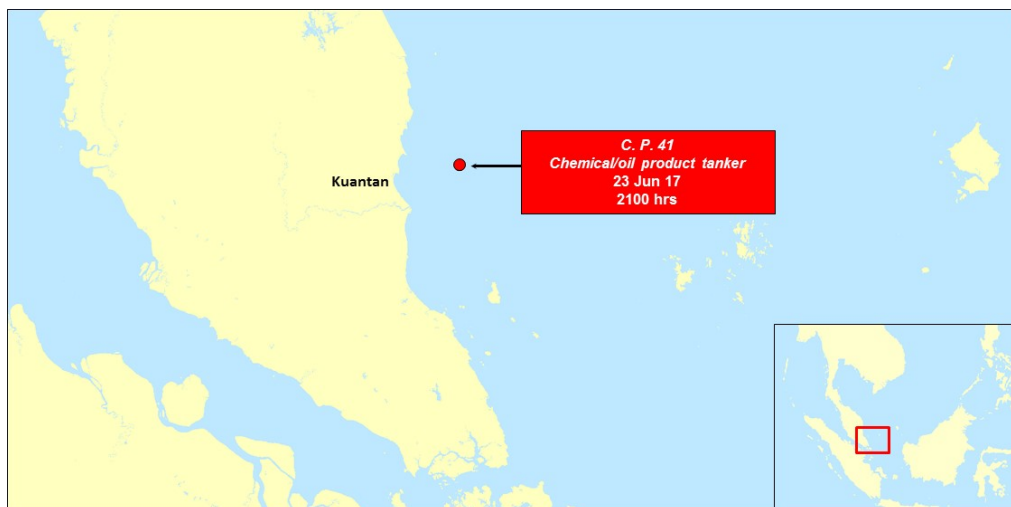 C. P. 41
Chemical/oil product tanker
23 Jun 17
2100 hrs
Kuantan